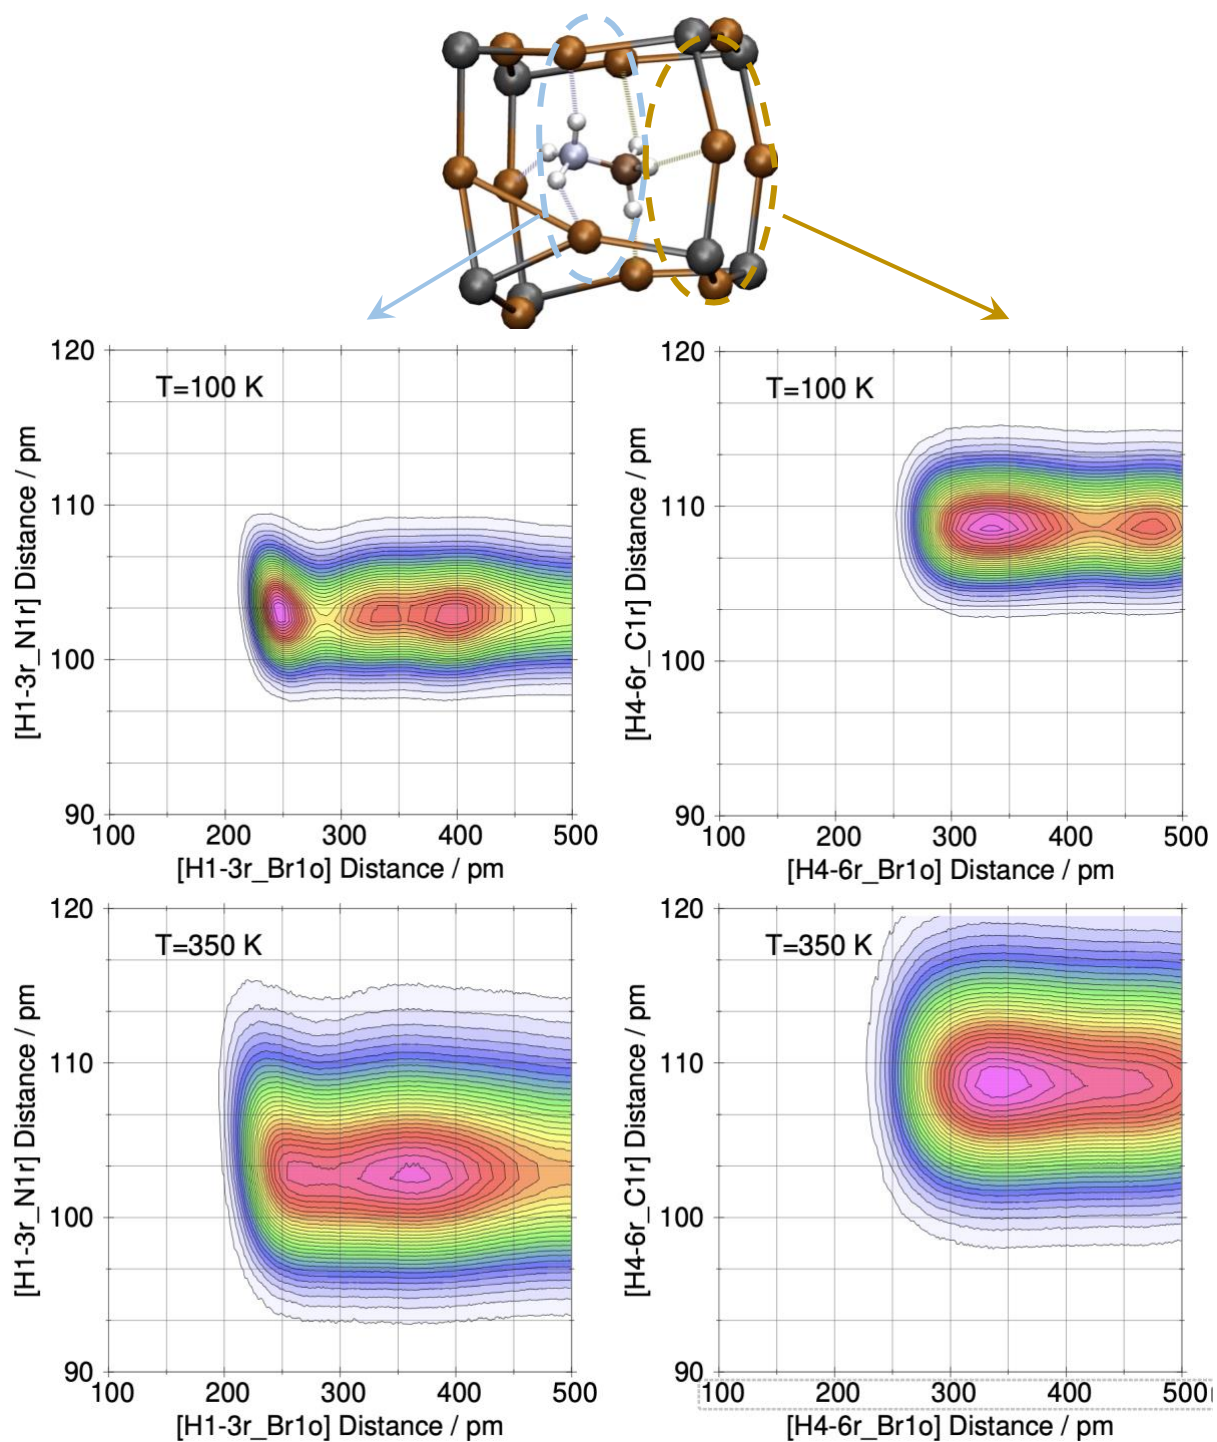 120
T=100 K
110
100
90
100 200 300 400 500
[H1-3r_N1r] Distance / pm
[H1-3r_Br1o] Distance / pm
120
T=100 K
110
100
90
100 200 300 400 500
[H4-6r_C1r] Distance / pm
[H4-6r_Br1o] Distance / pm
120
T=350 K
110
100
90
100 200 300 400 500
[H1-3r_N1r] Distance / pm
[H1-3r_Br1o] Distance / pm
120
T=350 K
110
100
90
100 200 300 400 500
[H4-6r_C1r] Distance / pm
[H4-6r_Br1o] Distance / pm